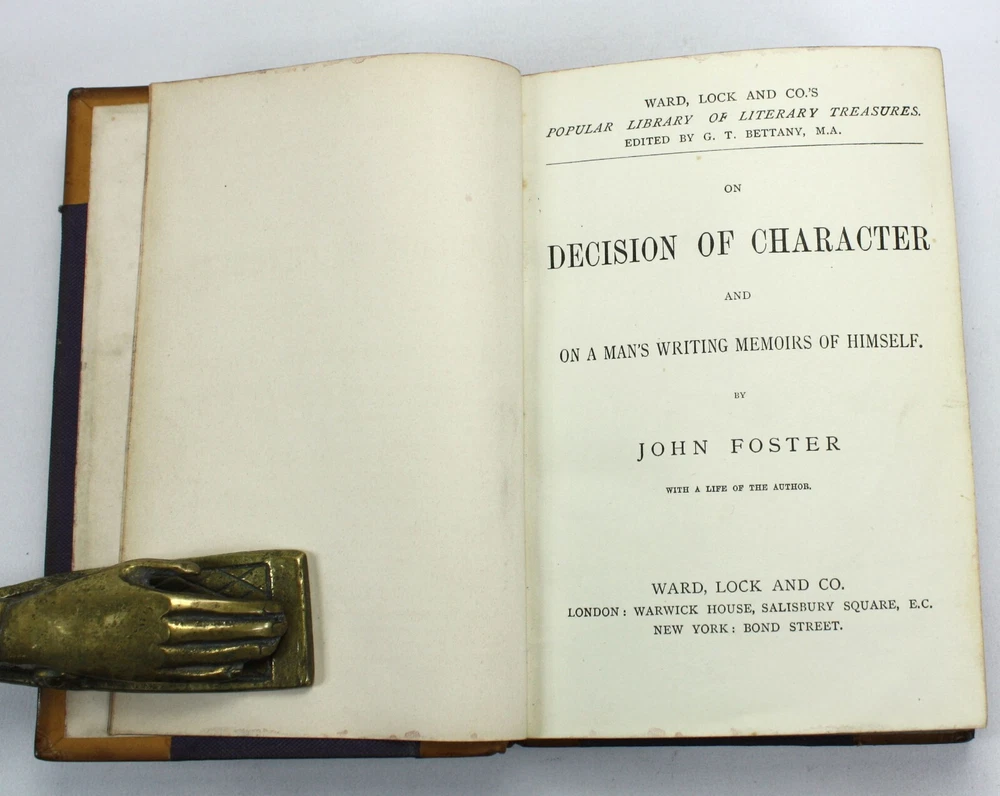 WARD, LOCK AND CO.'S
POPULAR LIBRARY OF LITERARY TREASURES.
EDITED BY G. T. BETTANY, M.A.
ON
DECISION OF CHARACTER
AND
ON A MAN'S WRITING MEMOIRS OF HIMSELF.
BY
JOHN FOSTER
WITH A LIFE OF THE AUTHOR.
WARD, LOCK AND CO.
LONDON: WARWICK HOUSE, SALISBURY SQUARE, E.C.
NEW YORK: BOND STREET.